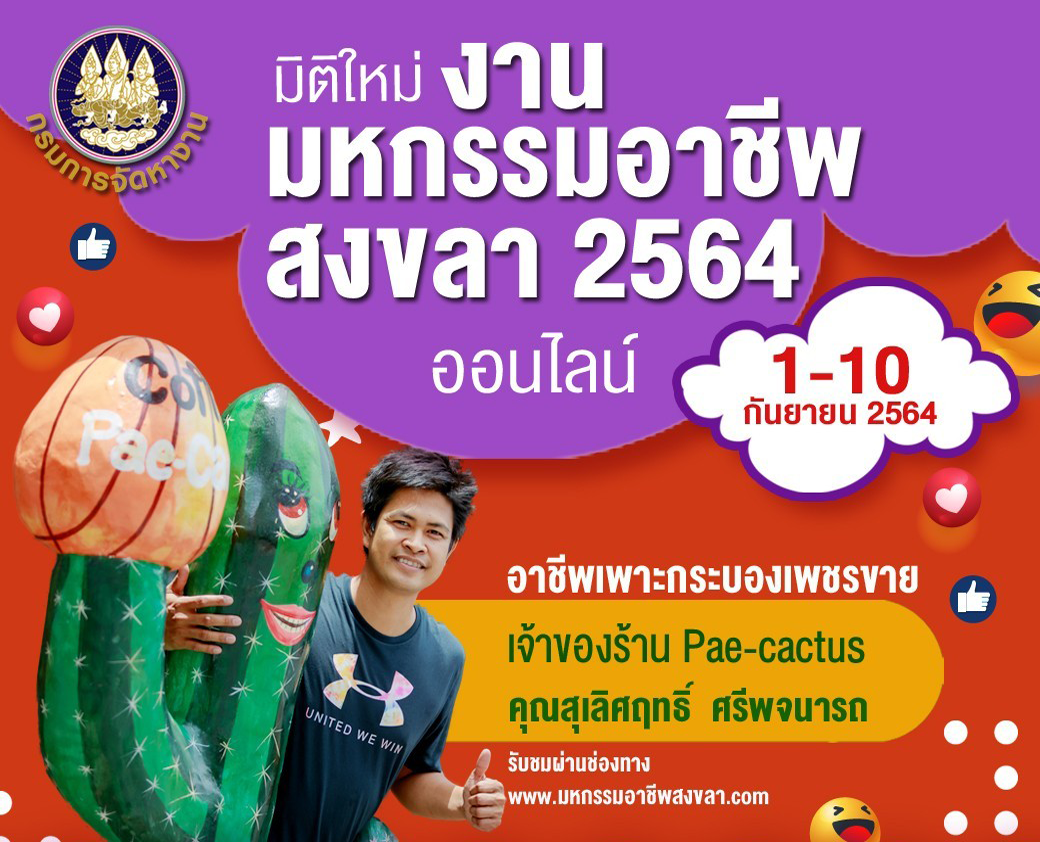 กรมการจัดหางาน
มิติใหม่ งาน
มหกรรมอาชีพ
สงขลา 2564
ออนไลน์
1-10
กันยายน 2564
Pae-Ca
อาชีพเพาะกระบองเพชรขาย
เจ้าของร้าน Pae-cactus
คุณสุเลิศฤทธิ์ ศรีพจนารถ
UNITED WE WIN
รับชมผ่านช่องทาง
www.มหกรรมอาชีพสงขลา.com